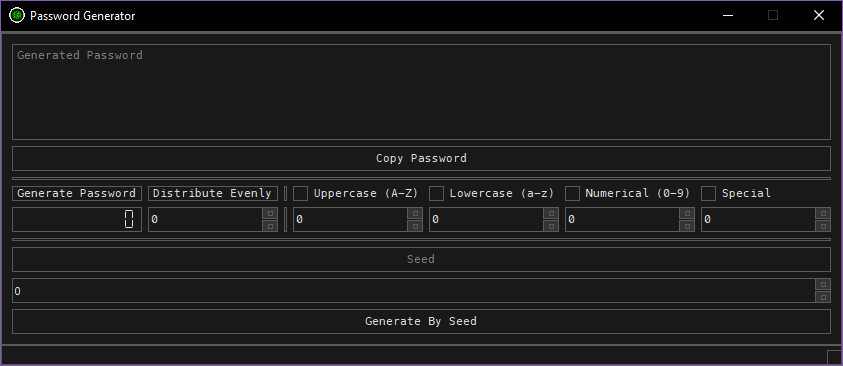 Password Generator
Generated Password
Copy Password
Generate Password Distribute Evenly Uppercase (A-Z) Lowercase (a-z) Numerical (0-9) Special
0 0 0 0 0 0
Seed
0
Generate By Seed